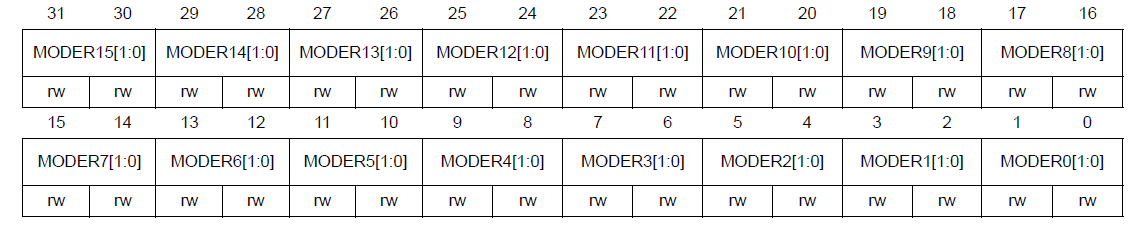 31 30 29 28 27 26 25 24 23 22 21 20 19 18 17 16
MODER15[1:0] MODER14[1:0] MODER13[1:0] MODER12[1:0] MODER11[1:0] MODER10[1:0] MODER9[1:0] MODER8[1:0]
rw rw rw rw rw rw rw rw rw rw rw rw rw rw rw rw
15 14 13 12 11 10 9 8 7 6 5 4 3 2 1 0
MODER7[1:0] MODER6[1:0] MODER5[1:0] MODER4[1:0] MODER3[1:0] MODER2[1:0] MODER1[1:0] MODER0[1:0]
rw rw rw rw rw rw rw rw rw rw rw rw rw rw rw rw